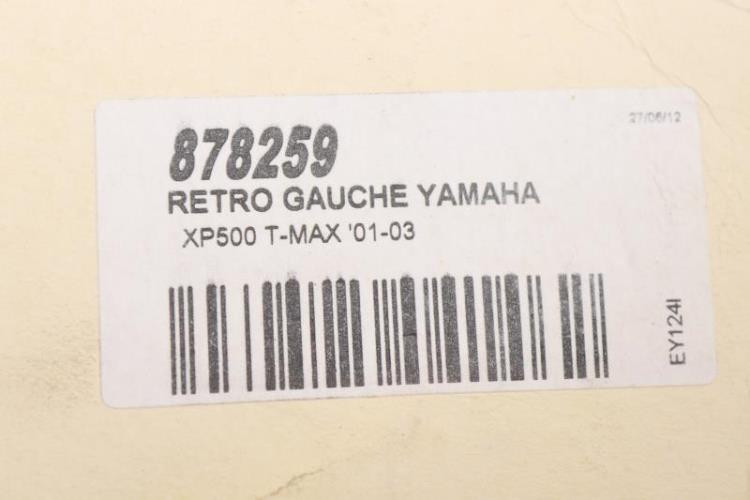 27/06/12
878259
RETRO GAUCHE YAMAHA
XP500 T-MAX '01-03
EY124I